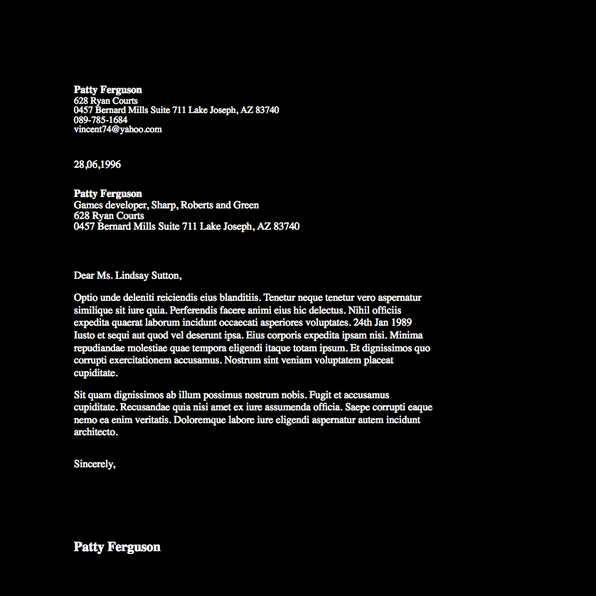 Patty Ferguson
628 Ryan Courts
0457 Bernard Mills Suite 711 Lake Joseph, AZ 83740
089-785-1684
vincent74@yahoo.com
28,06,1996
Patty Ferguson
Games developer, Sharp, Roberts and Green
628 Ryan Courts
0457 Bernard Mills Suite 711 Lake Joseph, AZ 83740
Dear Ms. Lindsay Sutton,
Optio unde deleniti reiciendis eius blanditiis. Tenetur neque tenetur vero aspernatur
similique sit iure quia. Perferendis facere animi eius hic delectus. Nihil officiis
expedita quaerat laborum incidunt occaecati asperiores voluptates. 24th Jan 1989
Iusto et sequi aut quod vel deserunt ipsa. Eius corporis expedita ipsam nisi. Minima
repudiandae molestiae quae tempora eligendi itaque totam ipsum. Et dignissimos quo
corrupti exercitationem accusamus. Nostrum sint veniam voluptatem placeat
cupiditate.
Sit quam dignissimos ab illum possimus nostrum nobis. Fugit et accusamus
cupiditate. Recusandae quia nisi amet ex iure assumenda officia. Saepe corrupti eaque
nemo ea enim veritatis. Doloremque labore iure eligendi aspernatur autem incidunt
architecto.
Sincerely,
Patty Ferguson